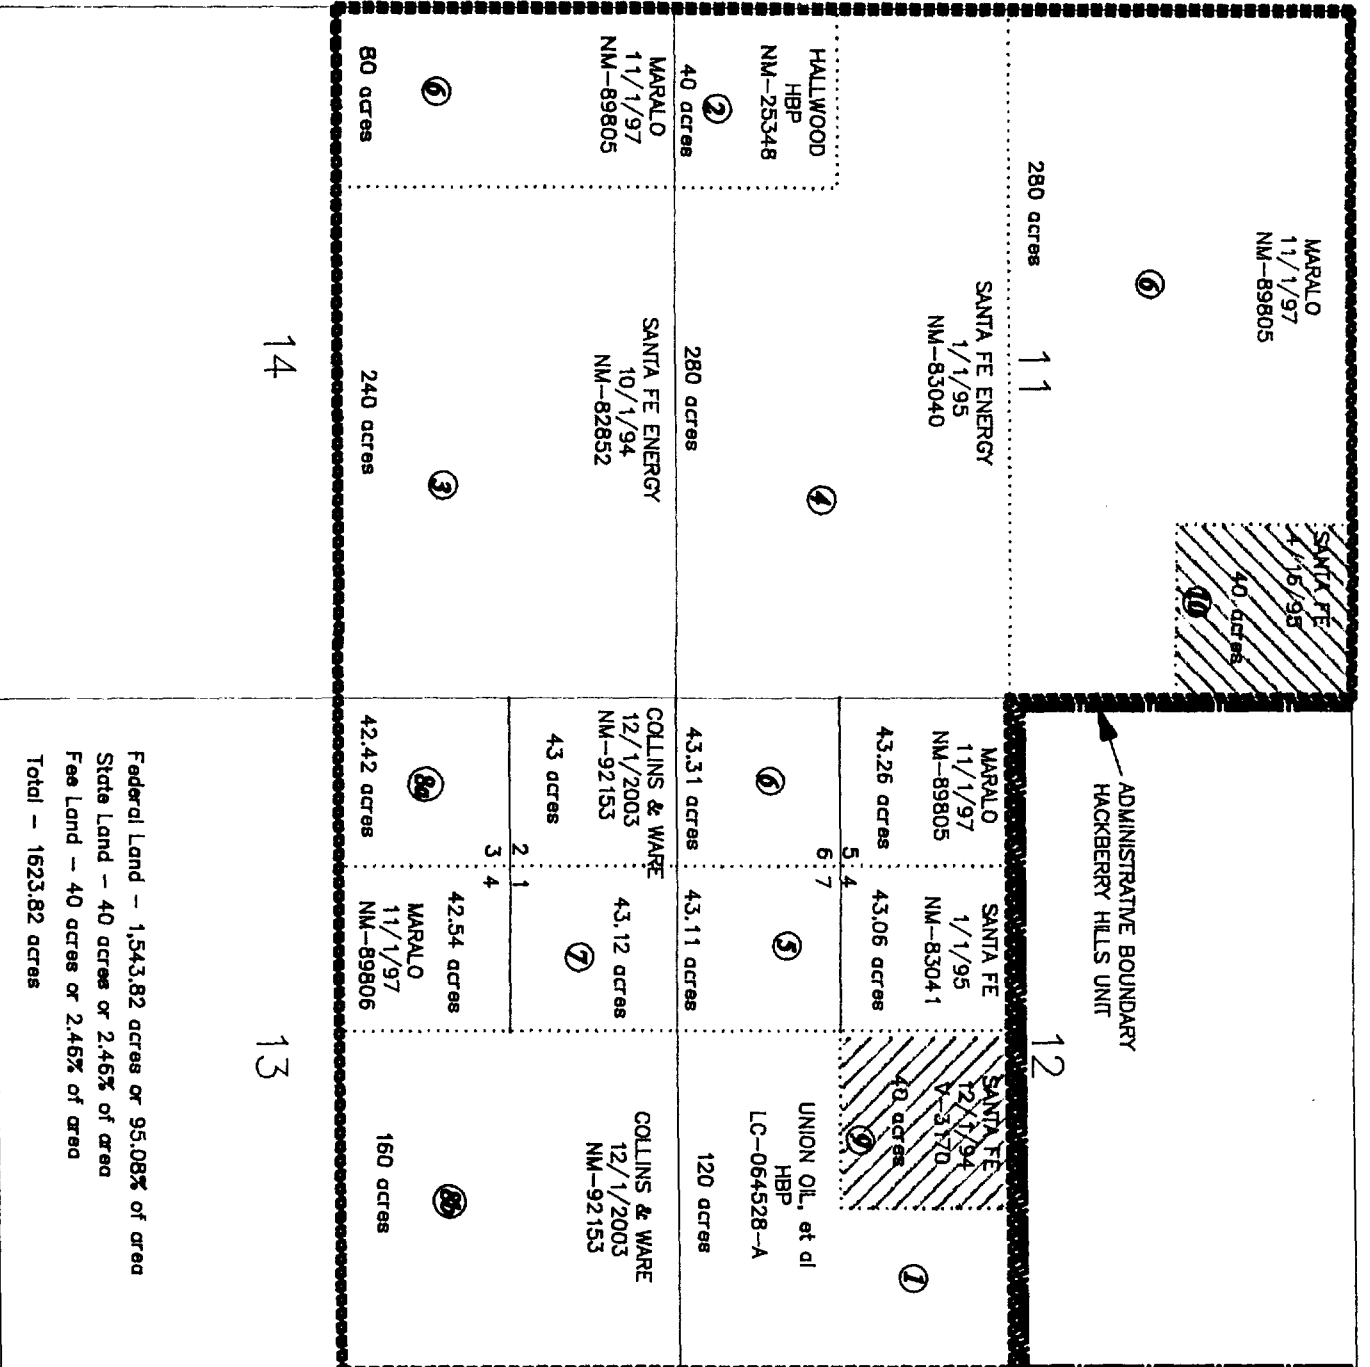 MARALO
11/1/97
NM-89805
6
280 acres
SANTA FE
4/15/95
40 acres
10
11
ADMINISTRATIVE BOUNDARY
HACKBERRY HILLS UNIT
12
SANTA FE ENERGY
1/1/95
NM-83040
4
280 acres
HALLWOOD
HBP
NM-25348
2
40 acres
MARALO
11/1/97
NM-89805
43.26 acres
5
SANTA FE
1/1/95
NM-83041
43.06 acres
4
SANTA FE
12/1/94
V-3170
40 acres
9
1
UNION OIL, et al
HBP
LC-064528-A
120 acres
6
43.31 acres
6
7
5
43.11 acres
MARALO
11/1/97
NM-89805
6
80 acres
SANTA FE ENERGY
10/1/94
NM-82852
3
240 acres
COLLINS & WARE
12/1/2003
NM-92153
43 acres
2
1
43.12 acres
7
3
4
8a
42.42 acres
42.54 acres
MARALO
11/1/97
NM-89806
COLLINS & WARE
12/1/2003
NM-92153
8b
160 acres
14
13
Federal Land - 1,543.82 acres or 95.08% of area
State Land - 40 acres or 2.46% of area
Fee Land - 40 acres or 2.46% of area
Total - 1623.82 acres